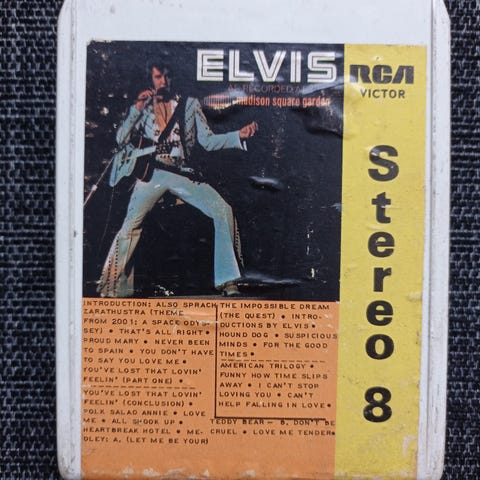 ELVIS
AS RECORDED AT
madison square garden
RCA
VICTOR
Stereo 8
INTRODUCTION: ALSO SPRACH
ZARATHUSTRA (THEME
FROM 2001: A SPACE ODYS-
SEY) • THAT'S ALL RIGHT •
PROUD MARY • NEVER BEEN
TO SPAIN • YOU DON'T HAVE
TO SAY YOU LOVE ME •
YOU'VE LOST THAT LOVIN'
FEELIN' (PART ONE) •
YOU'VE LOST THAT LOVIN'
FEELIN' (CONCLUSION) •
POLK SALAD ANNIE • LOVE
ME • ALL SHOOK UP •
HEARTBREAK HOTEL • ME-
DLEY: A. (LET ME BE YOUR)
THE IMPOSSIBLE DREAM
(THE QUEST) • INTRO-
DUCTIONS BY ELVIS •
HOUND DOG • SUSPICIOUS
MINDS • FOR THE GOOD
TIMES •
AMERICAN TRILOGY •
FUNNY HOW TIME SLIPS
AWAY • I CAN'T STOP
LOVING YOU • CAN'T
HELP FALLING IN LOVE •
TEDDY BEAR — B. DON'T BE
CRUEL • LOVE ME TENDER•